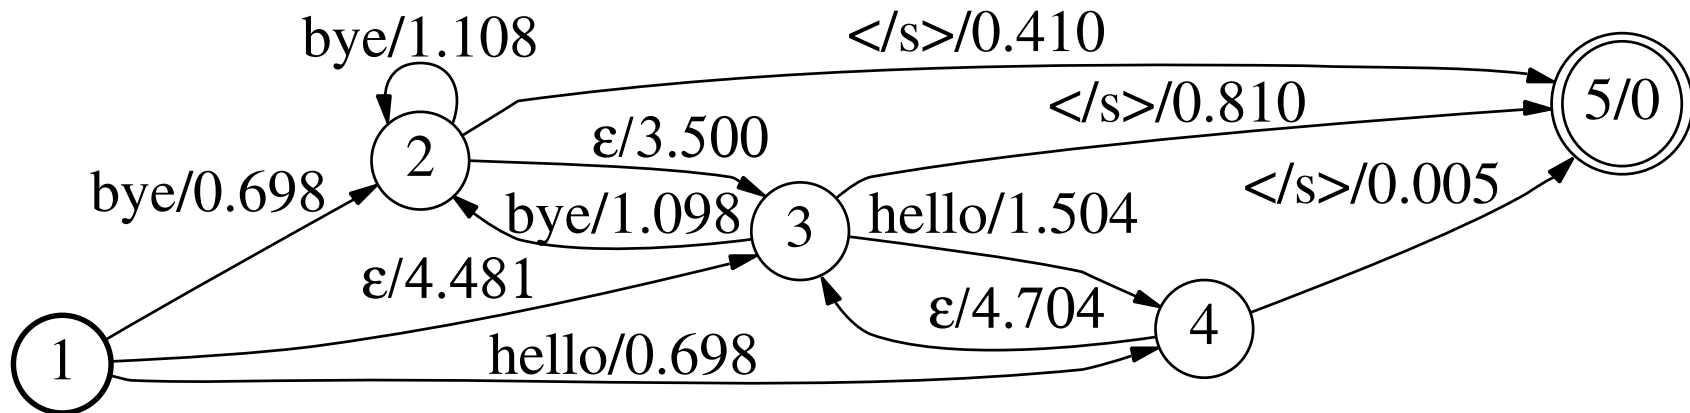 bye/1.108
</s>/0.410
</s>/0.810
5/0
ε/3.500
2
bye/0.698
bye/1.098
3
hello/1.504
</s>/0.005
ε/4.481
ε/4.704
4
1
hello/0.698